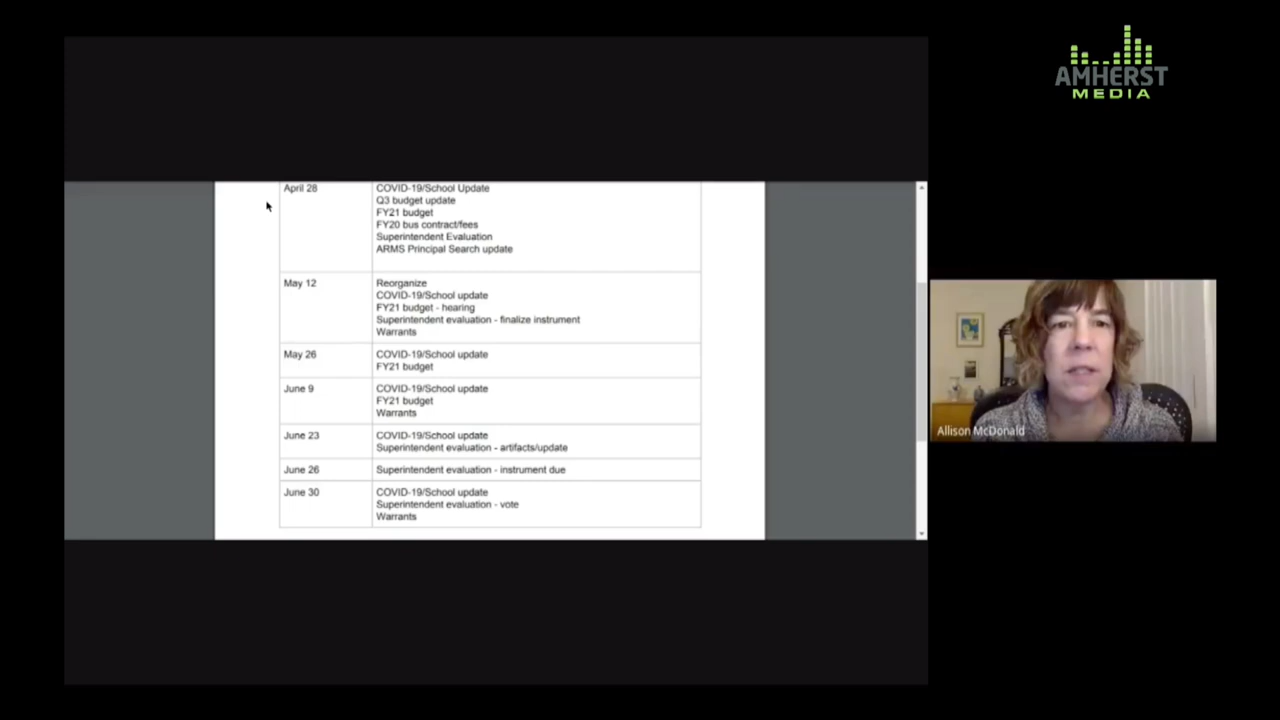 AMHERST
MEDIA
April 28
COVID-19/School Update
Q3 budget update
FY21 budget
FY20 bus contract/fees
Superintendent Evaluation
ARMS Principal Search update
May 12
Reorganize
COVID-19/School update
FY21 budget - hearing
Superintendent evaluation - finalize instrument
Warrants
May 26
COVID-19/School update
FY21 budget
June 9
COVID-19/School update
FY21 budget
Warrants
June 23
COVID-19/School update
Superintendent evaluation - artifacts/update
June 26
Superintendent evaluation - instrument due
June 30
COVID-19/School update
Superintendent evaluation - vote
Warrants
Allison McDonald